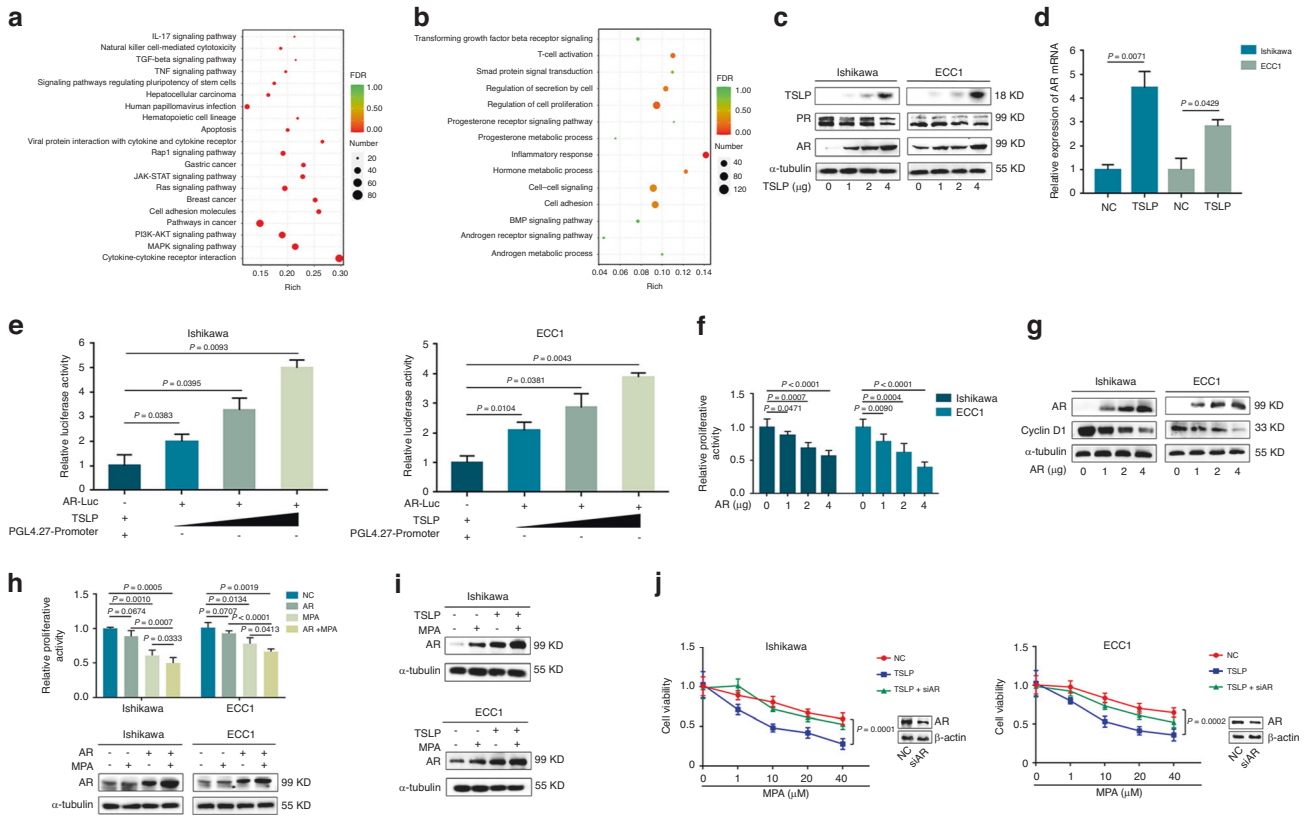 a
IL-17 signaling pathway
Natural killer cell-mediated cytotoxicity
TGF-beta signaling pathway
TNF signaling pathway
Signaling pathways regulating pluripotency of stem cells
Hepatocellular carcinoma
Human papillomavirus infection
Hematopoietic cell lineage
Apoptosis
Viral protein interaction with cytokine and cytokine receptor
Rap1 signaling pathway
Gastric cancer
JAK-STAT signaling pathway
Ras signaling pathway
Breast cancer
Cell adhesion molecules
Pathways in cancer
PI3K-AKT signaling pathway
MAPK signaling pathway
Cytokine-cytokine receptor interaction
0.15 0.20 0.25 0.30
Rich
FDR
1.00
0.50
0.00
Number
20
40
60
80
b
Transforming growth factor beta receptor signaling
T-cell activation
Smad protein signal transduction
Regulation of secretion by cell
Regulation of cell proliferation
Progesterone receptor signaling pathway
Progesterone metabolic process
Inflammatory response
Hormone metabolic process
Cell–cell signaling
Cell adhesion
BMP signaling pathway
Androgen receptor signaling pathway
Androgen metabolic process
0.04 0.06 0.08 0.10 0.12 0.14
Rich
FDR
1.00
0.50
0.00
Number
40
80
120
c
Ishikawa ECC1
TSLP 18 KD
PR 99 KD
AR 99 KD
α-tubulin 55 KD
TSLP (μg) 0 1 2 4 0 1 2 4
d
Relative expression of AR mRNA
8
6
5
4
3
2
1
0
P = 0.0071
P = 0.0429
NC TSLP NC TSLP
Ishikawa
ECC1
e
Ishikawa
Relative luciferase activity
6
4
2
0
P = 0.0093
P = 0.0395
P = 0.0383
AR-Luc - + + +
TSLP +
PGL4.27-Promoter + - - -
ECC1
Relative luciferase activity
5
4
3
2
1
0
P = 0.0043
P = 0.0381
P = 0.0104
AR-Luc - + + +
TSLP +
PGL4.27-Promoter + - - -
f
Relative proliferative
activity
1.5
1.0
0.5
0.0
P < 0.0001
P = 0.0007
P = 0.0471
P < 0.0001
P = 0.0004
P = 0.0090
Ishikawa
ECC1
AR (μg) 0 1 2 4 0 1 2 4
g
Ishikawa ECC1
AR 99 KD
Cyclin D1 33 KD
α-tubulin 55 KD
AR (μg) 0 1 2 4 0 1 2 4
h
Relative proliferative
activity
1.5
1.0
0.5
0.0
P = 0.0005
P = 0.0010
P = 0.0674
P = 0.0007
P = 0.0333
P = 0.0019
P = 0.0134
P = 0.0707
P < 0.0001
P = 0.0413
NC
AR
MPA
AR +MPA
Ishikawa ECC1
Ishikawa ECC1
AR - - + + - - + +
MPA - + - + - + - +
AR 99 KD
α-tubulin 55 KD
i
Ishikawa
TSLP - - + +
MPA - + - +
AR 99 KD
α-tubulin 55 KD
ECC1
TSLP - - + +
MPA - + - +
AR 99 KD
α-tubulin 55 KD
j
Ishikawa
Cell viability
1.5
1.0
0.5
0.0
0 1 10 20 40
MPA (μM)
NC
TSLP
TSLP + siAR
P = 0.0001
AR
β-actin
NC
siAR
ECC1
Cell viability
1.5
1.0
0.5
0.0
0 1 10 20 40
MPA (μM)
NC
TSLP
TSLP + siAR
P = 0.0002
AR
β-actin
NC
siAR